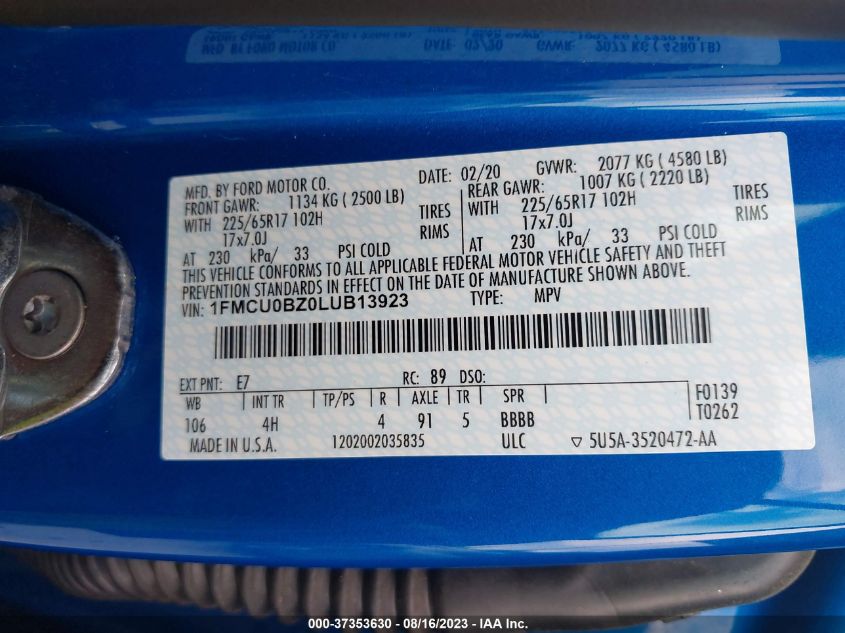 MFD. BY FORD MOTOR CO. DATE: 02/20 GVWR: 2077 KG ( 4580 LB)
FRONT GAWR: 1134 KG ( 2500 LB) REAR GAWR: 1007 KG ( 2220 LB)
WITH 225/65R17 102H TIRES WITH 225/65R17 102H TIRES
17x7.0J RIMS 17x7.0J RIMS
AT 230 kPa/ 33 PSI COLD AT 230 kPa/ 33 PSI COLD
THIS VEHICLE CONFORMS TO ALL APPLICABLE FEDERAL MOTOR VEHICLE SAFETY AND THEFT
PREVENTION STANDARDS IN EFFECT ON THE DATE OF MANUFACTURE SHOWN ABOVE.
VIN: 1FMCU0BZ0LUB13923 TYPE: MPV
EXT PNT: E7 RC: 89 DSO:
WB INT TR TP/PS R AXLE TR SPR F0139
106 4H 4 91 5 BBBB T0262
MADE IN U.S.A. 1202002035835 ULC ▽ 5U5A-3520472-AA
000-37353630 - 08/16/2023 - IAA Inc.